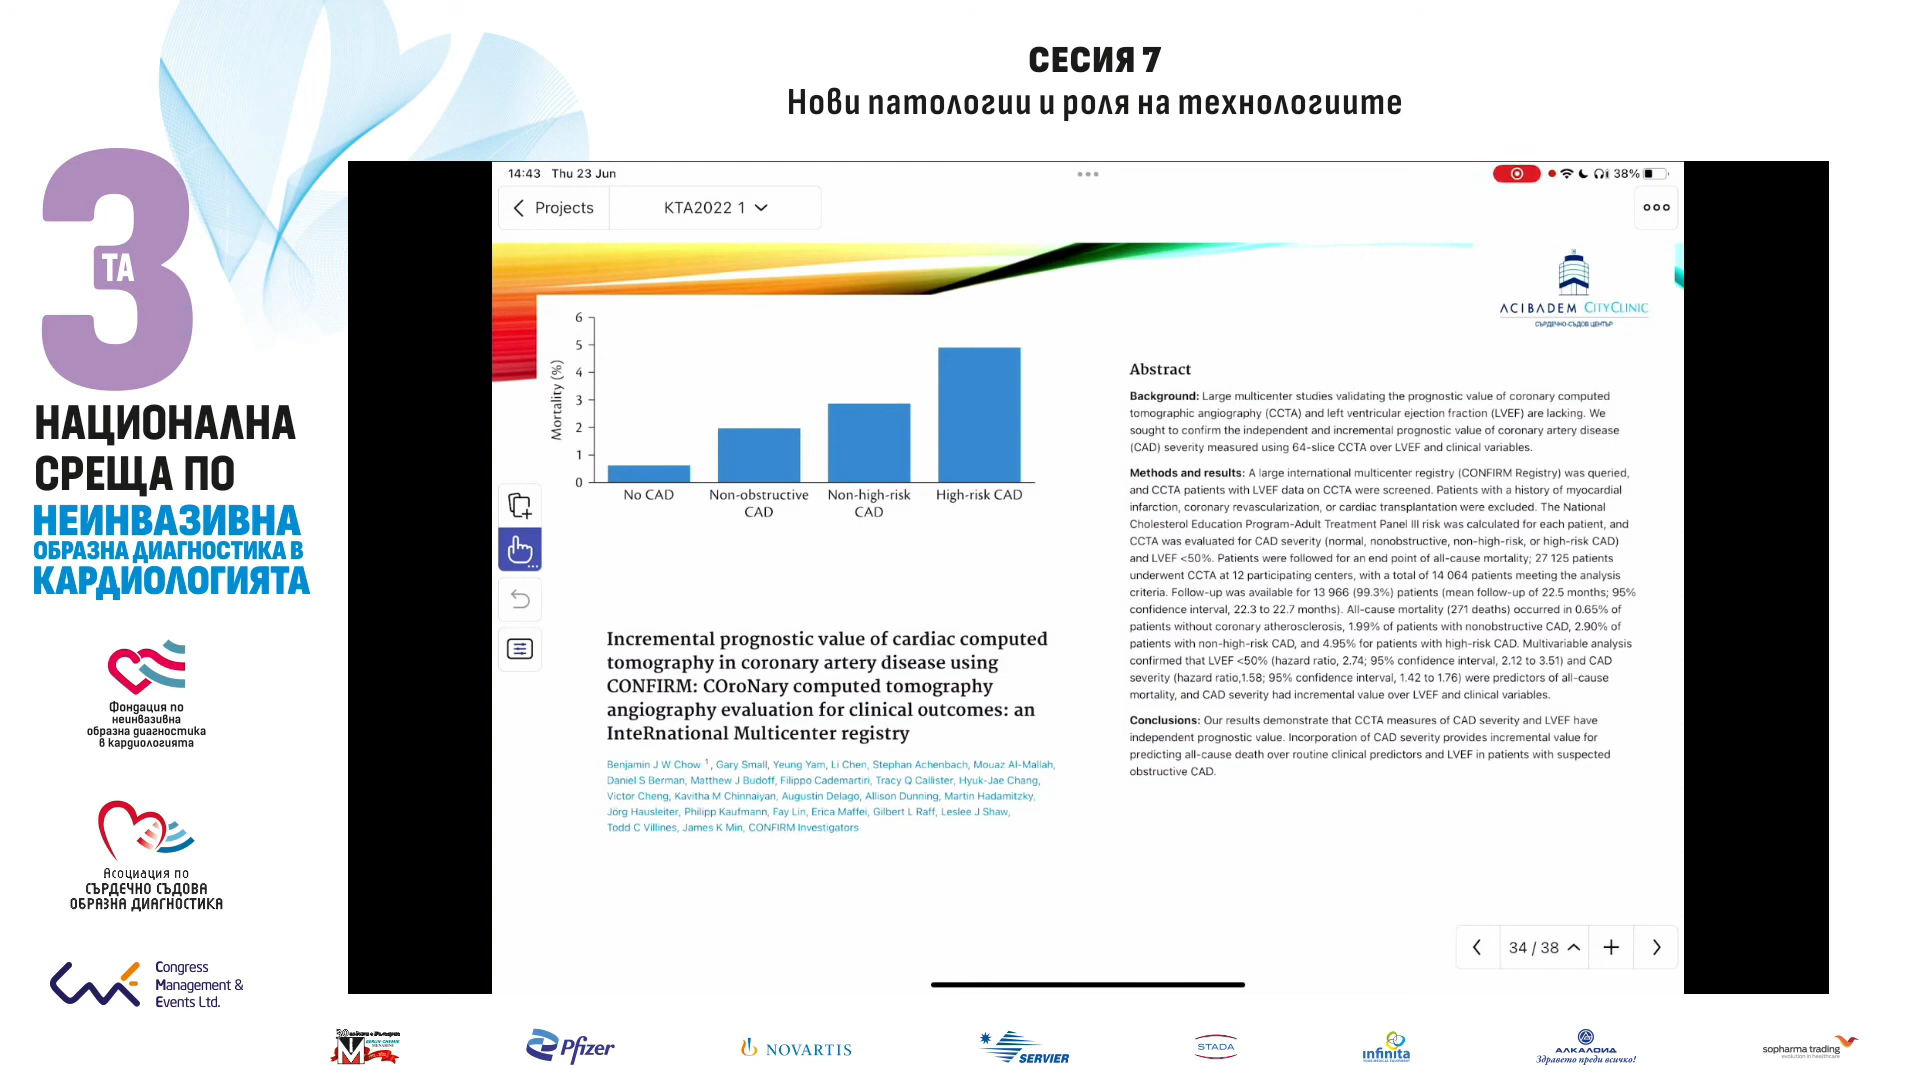 СЕСИЯ 7
Нови патологии и роля на технологиите
3
ТА
НАЦИОНАЛНА
СРЕЩА ПО
НЕИНВАЗИВНА
ОБРАЗНА ДИАГНОСТИКА В
КАРДИОЛОГИЯТА
Фондация по
неинвазивна
образна диагностика
в кардиологията
Асоциация по
СЪРДЕЧНО СЪДОВА
ОБРАЗНА ДИАГНОСТИКА
Congress
Management &
Events Ltd.
14:43 Thu 23 Jun
38%
Projects
KTA2022 1
ACIBADEM CITYCLINIC
СЪРДЕЧНО-СЪДОВ ЦЕНТЪР
Mortality (%)
6
5
4
3
2
1
0
No CAD
Non-obstructive
CAD
Non-high-risk
CAD
High-risk CAD
Incremental prognostic value of cardiac computed
tomography in coronary artery disease using
CONFIRM: COroNary computed tomography
angiography evaluation for clinical outcomes: an
InteRnational Multicenter registry
Benjamin J W Chow 1, Gary Small, Yeung Yam, Li Chen, Stephan Achenbach, Mouaz Al-Mallah,
Daniel S Berman, Matthew J Budoff, Filippo Cademartiri, Tracy Q Callister, Hyuk-Jae Chang,
Victor Cheng, Kavitha M Chinnaiyan, Augustin Delago, Allison Dunning, Martin Hadamitzky,
Jörg Hausleiter, Philipp Kaufmann, Fay Lin, Erica Maffei, Gilbert L Raff, Leslee J Shaw,
Todd C Villines, James K Min, CONFIRM Investigators
Abstract
Background: Large multicenter studies validating the prognostic value of coronary computed
tomographic angiography (CCTA) and left ventricular ejection fraction (LVEF) are lacking. We
sought to confirm the independent and incremental prognostic value of coronary artery disease
(CAD) severity measured using 64-slice CCTA over LVEF and clinical variables.
Methods and results: A large international multicenter registry (CONFIRM Registry) was queried,
and CCTA patients with LVEF data on CCTA were screened. Patients with a history of myocardial
infarction, coronary revascularization, or cardiac transplantation were excluded. The National
Cholesterol Education Program-Adult Treatment Panel III risk was calculated for each patient, and
CCTA was evaluated for CAD severity (normal, nonobstructive, non-high-risk, or high-risk CAD)
and LVEF <50%. Patients were followed for an end point of all-cause mortality; 27 125 patients
underwent CCTA at 12 participating centers, with a total of 14 064 patients meeting the analysis
criteria. Follow-up was available for 13 966 (99.3%) patients (mean follow-up of 22.5 months; 95%
confidence interval, 22.3 to 22.7 months). All-cause mortality (271 deaths) occurred in 0.65% of
patients without coronary atherosclerosis, 1.99% of patients with nonobstructive CAD, 2.90% of
patients with non-high-risk CAD, and 4.95% for patients with high-risk CAD. Multivariable analysis
confirmed that LVEF <50% (hazard ratio, 2.74; 95% confidence interval, 2.12 to 3.51) and CAD
severity (hazard ratio,1.58; 95% confidence interval, 1.42 to 1.76) were predictors of all-cause
mortality, and CAD severity had incremental value over LVEF and clinical variables.
Conclusions: Our results demonstrate that CCTA measures of CAD severity and LVEF have
independent prognostic value. Incorporation of CAD severity provides incremental value for
predicting all-cause death over routine clinical predictors and LVEF in patients with suspected
obstructive CAD.
34 / 38
BERLIN-CHEMIE
MENARINI
Pfizer
NOVARTIS
SERVIER
STADA
infinita
АЛКАЛОИД
Здравето преди всичко!
sopharma trading
evolution in healthcare